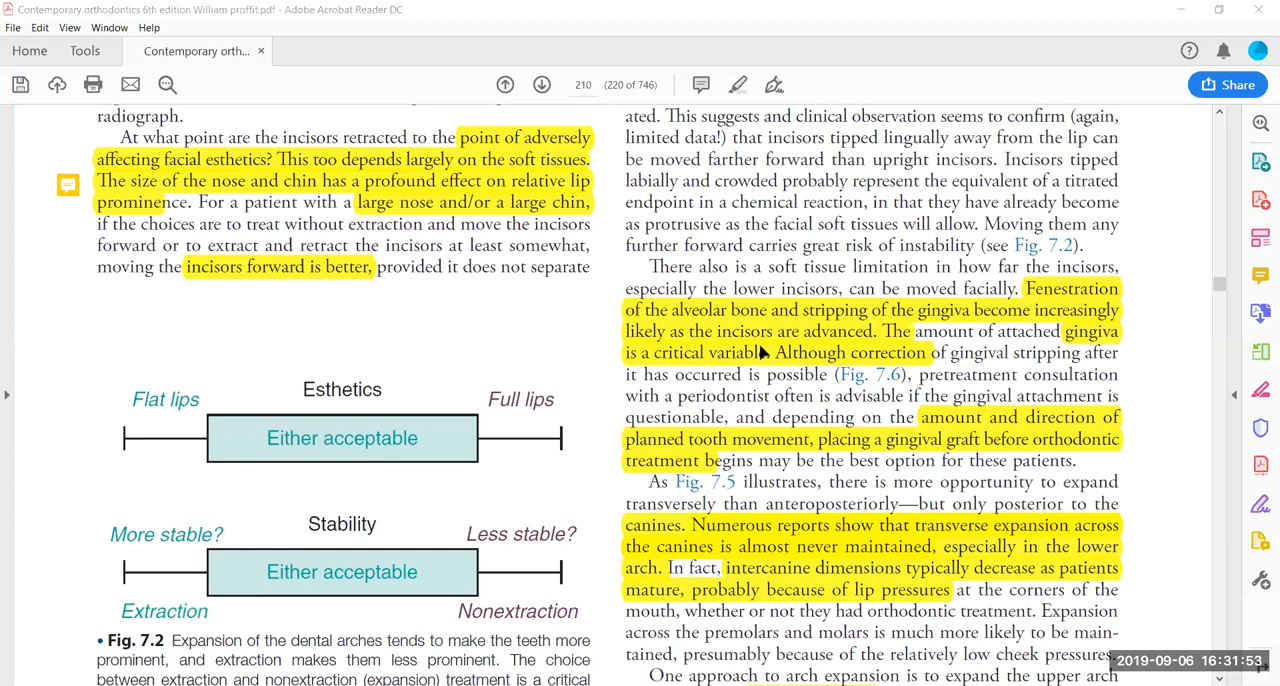 Contemporary orthodontics 6th edition William proffit.pdf - Adobe Acrobat Reader DC
File Edit View Window Help
Home Tools Contemporary orth... ×
210 (220 of 746) Share
radiograph.
At what point are the incisors retracted to the point of adversely
affecting facial esthetics? This too depends largely on the soft tissues.
The size of the nose and chin has a profound effect on relative lip
prominence. For a patient with a large nose and/or a large chin,
if the choices are to treat without extraction and move the incisors
forward or to extract and retract the incisors at least somewhat,
moving the incisors forward is better, provided it does not separate
Esthetics
Flat lips Full lips
Either acceptable
Stability
More stable? Less stable?
Either acceptable
Extraction Nonextraction
• Fig. 7.2 Expansion of the dental arches tends to make the teeth more
prominent, and extraction makes them less prominent. The choice
between extraction and nonextraction (expansion) treatment is a critical
ated. This suggests and clinical observation seems to confirm (again,
limited data!) that incisors tipped lingually away from the lip can
be moved farther forward than upright incisors. Incisors tipped
labially and crowded probably represent the equivalent of a titrated
endpoint in a chemical reaction, in that they have already become
as protrusive as the facial soft tissues will allow. Moving them any
further forward carries great risk of instability (see Fig. 7.2).
There also is a soft tissue limitation in how far the incisors,
especially the lower incisors, can be moved facially. Fenestration
of the alveolar bone and stripping of the gingiva become increasingly
likely as the incisors are advanced. The amount of attached gingiva
is a critical variable. Although correction of gingival stripping after
it has occurred is possible (Fig. 7.6), pretreatment consultation
with a periodontist often is advisable if the gingival attachment is
questionable, and depending on the amount and direction of
planned tooth movement, placing a gingival graft before orthodontic
treatment begins may be the best option for these patients.
As Fig. 7.5 illustrates, there is more opportunity to expand
transversely than anteroposteriorly—but only posterior to the
canines. Numerous reports show that transverse expansion across
the canines is almost never maintained, especially in the lower
arch. In fact, intercanine dimensions typically decrease as patients
mature, probably because of lip pressures at the corners of the
mouth, whether or not they had orthodontic treatment. Expansion
across the premolars and molars is much more likely to be main-
tained, presumably because of the relatively low cheek pressures.
One approach to arch expansion is to expand the upper arch
2019-09-06 16:31:53